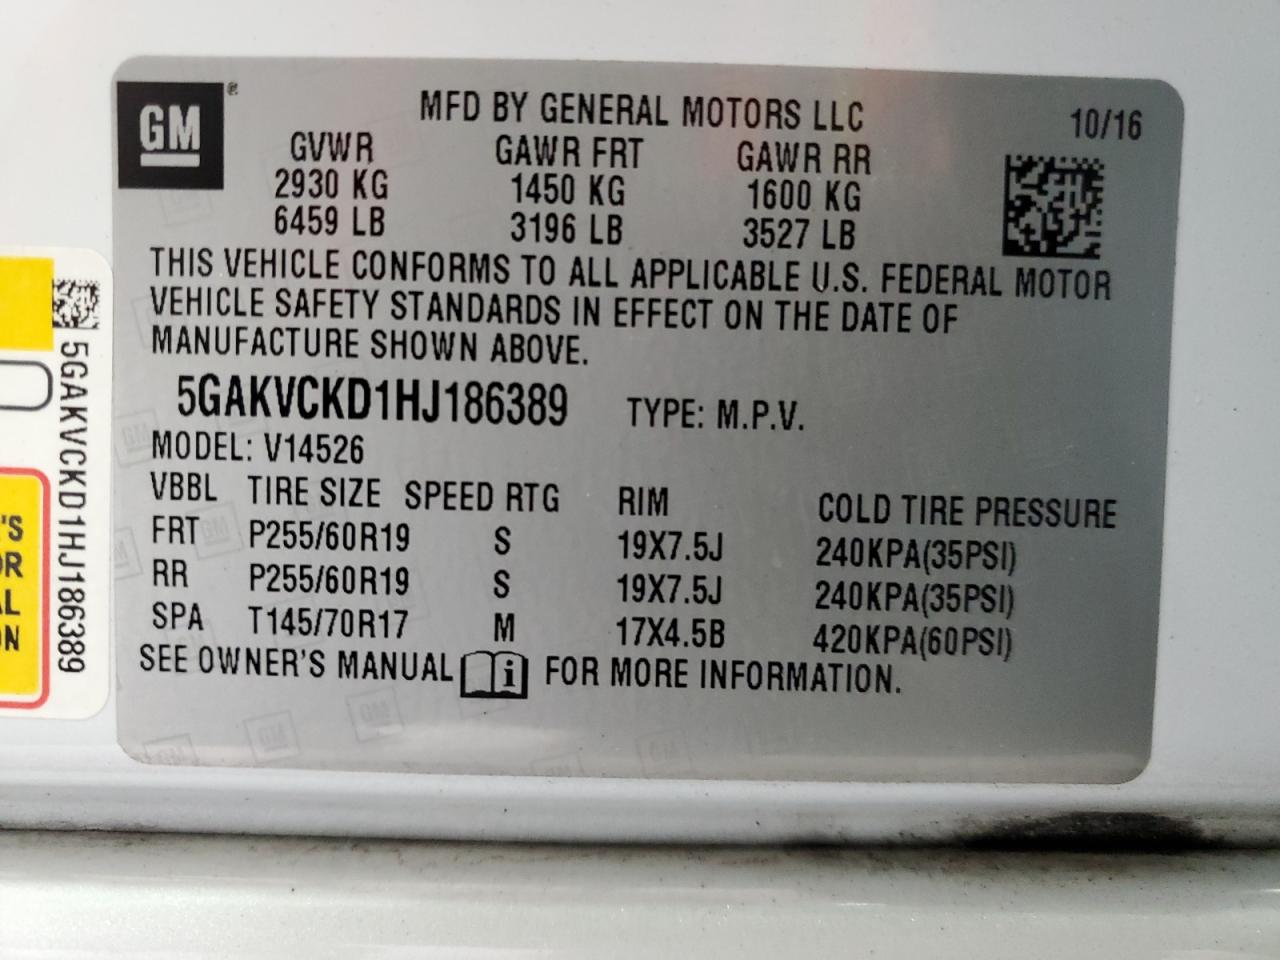 GM ®
MFD BY GENERAL MOTORS LLC 10/16
GVWR GAWR FRT GAWR RR
2930 KG 1450 KG 1600 KG
6459 LB 3196 LB 3527 LB
THIS VEHICLE CONFORMS TO ALL APPLICABLE U.S. FEDERAL MOTOR
VEHICLE SAFETY STANDARDS IN EFFECT ON THE DATE OF
MANUFACTURE SHOWN ABOVE.
5GAKVCKD1HJ186389 TYPE: M.P.V.
MODEL: V14526
VBBL TIRE SIZE SPEED RTG RIM COLD TIRE PRESSURE
FRT P255/60R19 S 19X7.5J 240KPA(35PSI)
RR P255/60R19 S 19X7.5J 240KPA(35PSI)
SPA T145/70R17 M 17X4.5B 420KPA(60PSI)
SEE OWNER'S MANUAL FOR MORE INFORMATION.
5GAKVCKD1HJ186389